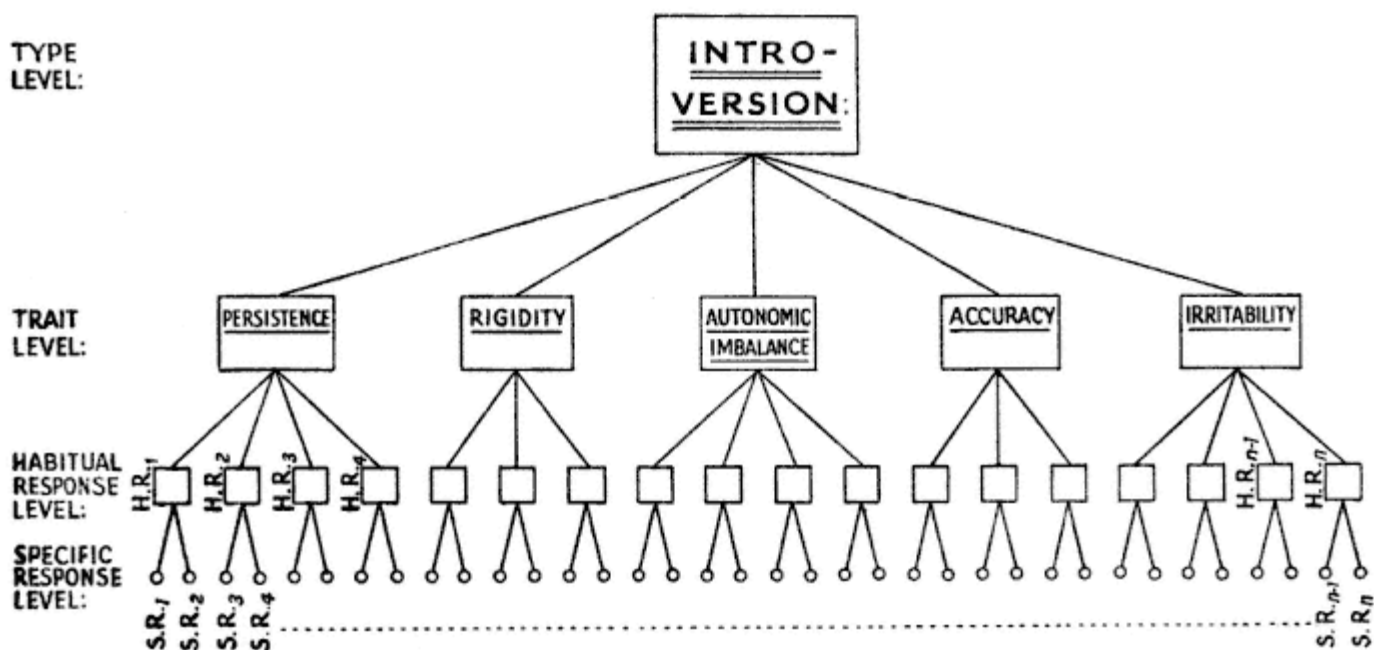 TYPE
LEVEL:
INTRO-
VERSION:
TRAIT
LEVEL:
PERSISTENCE
RIGIDITY
AUTONOMIC
IMBALANCE
ACCURACY
IRRITABILITY
HABITUAL
RESPONSE
LEVEL:
H.R.1
H.R.2
H.R.3
H.R.4
H.R.n-1
H.R.n
SPECIFIC
RESPONSE
LEVEL:
S.R.1
S.R.2
S.R.3
S.R.4
S.R.n-1
S.R.n